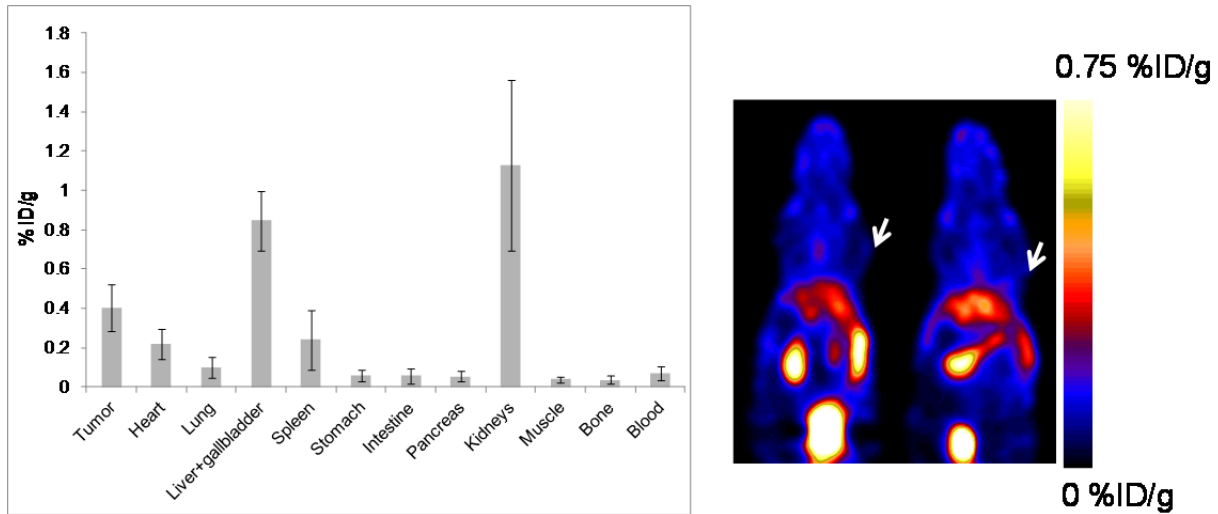 1.8
1.6
1.4
1.2
1
0.8
0.6
0.4
0.2
0
% ID/g
Tumor
Heart
Lung
Liver+gallbladder
Spleen
Stomach
Intestine
Pancreas
Kidneys
Muscle
Bone
Blood
0.75 %ID/g
0 %ID/g